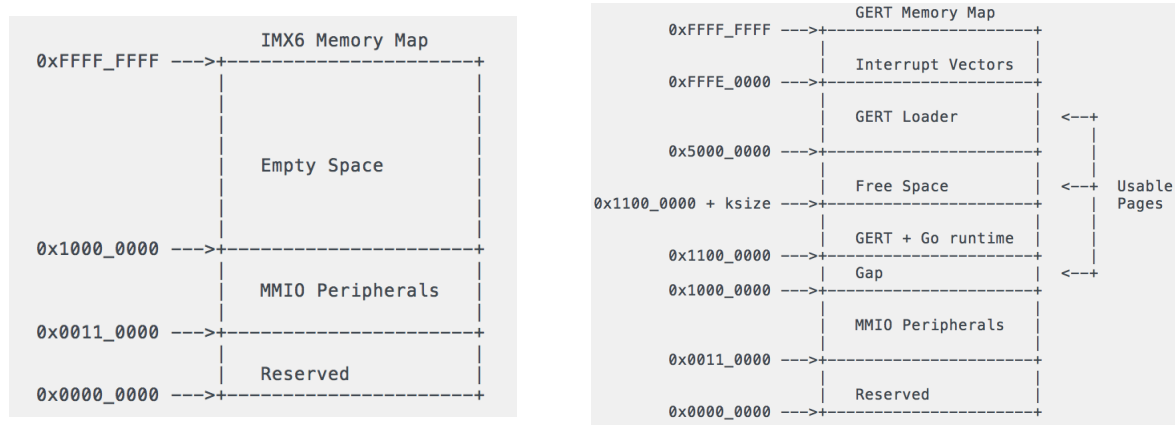 IMX6 Memory Map
0xFFFF_FFFF --->+-----------------------+
Empty Space
0x1000_0000 --->+-----------------------+
MMIO Peripherals
0x0011_0000 --->+-----------------------+
Reserved
0x0000_0000 --->+-----------------------+
GERT Memory Map
0xFFFF_FFFF --->+--------------------+
Interrupt Vectors
0xFFFE_0000 --->+--------------------+
GERT Loader <--+
0x5000_0000 --->+--------------------+
Free Space <--+ Usable
0x1100_0000 + ksize --->+--------------------+ Pages
GERT + Go runtime
0x1100_0000 --->+--------------------+
Gap <--+
0x1000_0000 --->+--------------------+
MMIO Peripherals
0x0011_0000 --->+--------------------+
Reserved
0x0000_0000 --->+--------------------+